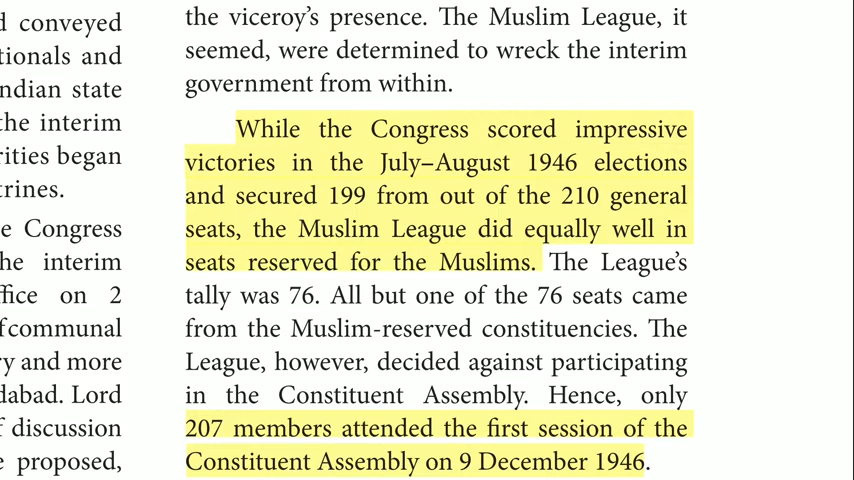 d conveyed
tionals and
ndian state
the interim
rities began
trines.
e Congress
he interim
ffice on 2
f communal
ry and more
dabad. Lord
f discussion
e proposed,
the viceroy's presence. The Muslim League, it
seemed, were determined to wreck the interim
government from within.
While the Congress scored impressive
victories in the July–August 1946 elections
and secured 199 from out of the 210 general
seats, the Muslim League did equally well in
seats reserved for the Muslims. The League's
tally was 76. All but one of the 76 seats came
from the Muslim-reserved constituencies. The
League, however, decided against participating
in the Constituent Assembly. Hence, only
207 members attended the first session of the
Constituent Assembly on 9 December 1946.